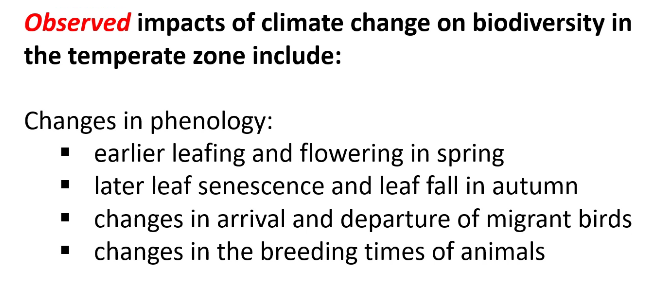 Observed impacts of climate change on biodiversity in
the temperate zone include:
Changes in phenology:
▪ earlier leafing and flowering in spring
▪ later leaf senescence and leaf fall in autumn
▪ changes in arrival and departure of migrant birds
▪ changes in the breeding times of animals